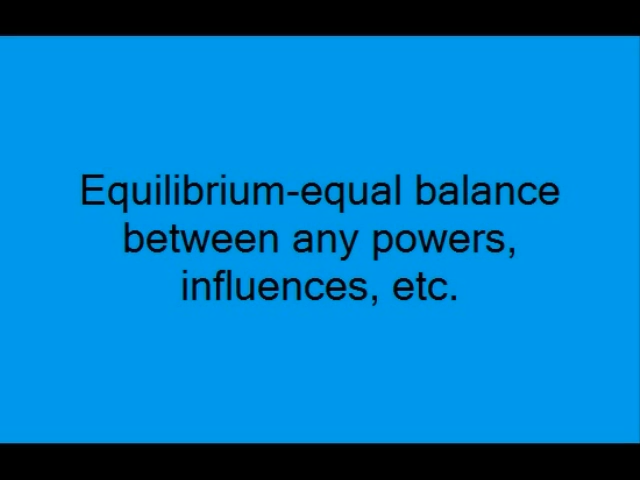 Equilibrium-equal balance
between any powers,
influences, etc.